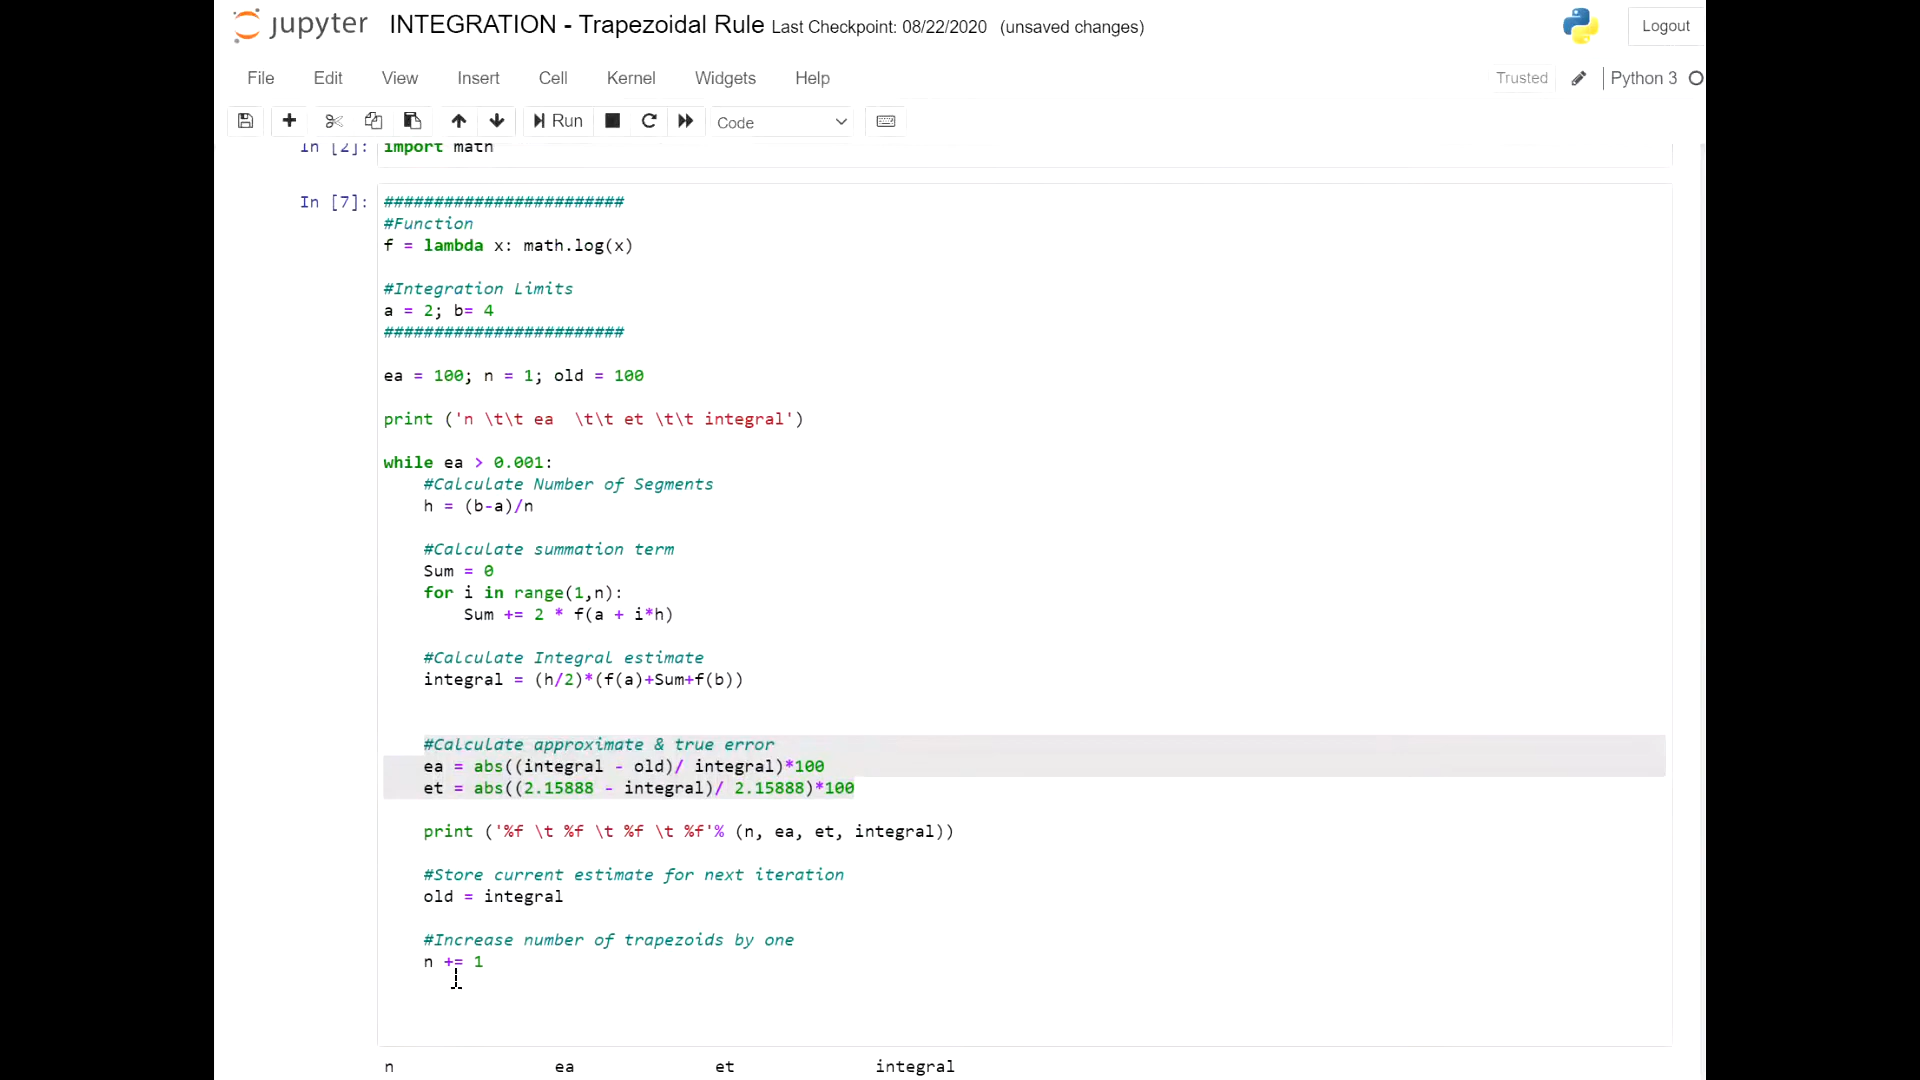 jupyter INTEGRATION - Trapezoidal Rule Last Checkpoint: 08/22/2020 (unsaved changes) Logout
File Edit View Insert Cell Kernel Widgets Help Trusted Python 3
Run Code
In [2]: import math
In [7]: ########################
#Function
f = lambda x: math.log(x)
#Integration Limits
a = 2; b= 4
########################
ea = 100; n = 1; old = 100
print ('n \t\t ea  \t\t et \t\t integral')
while ea > 0.001:
    #Calculate Number of Segments
    h = (b-a)/n
    #Calculate summation term
    Sum = 0
    for i in range(1,n):
        Sum += 2 * f(a + i*h)
    #Calculate Integral estimate
    integral = (h/2)*(f(a)+Sum+f(b))
    #Calculate approximate & true error
    ea = abs((integral - old)/ integral)*100
    et = abs((2.15888 - integral)/ 2.15888)*100
    print ('%f \t %f \t %f \t %f'% (n, ea, et, integral))
    #Store current estimate for next iteration
    old = integral
    #Increase number of trapezoids by one
    n += 1
n ea et integral